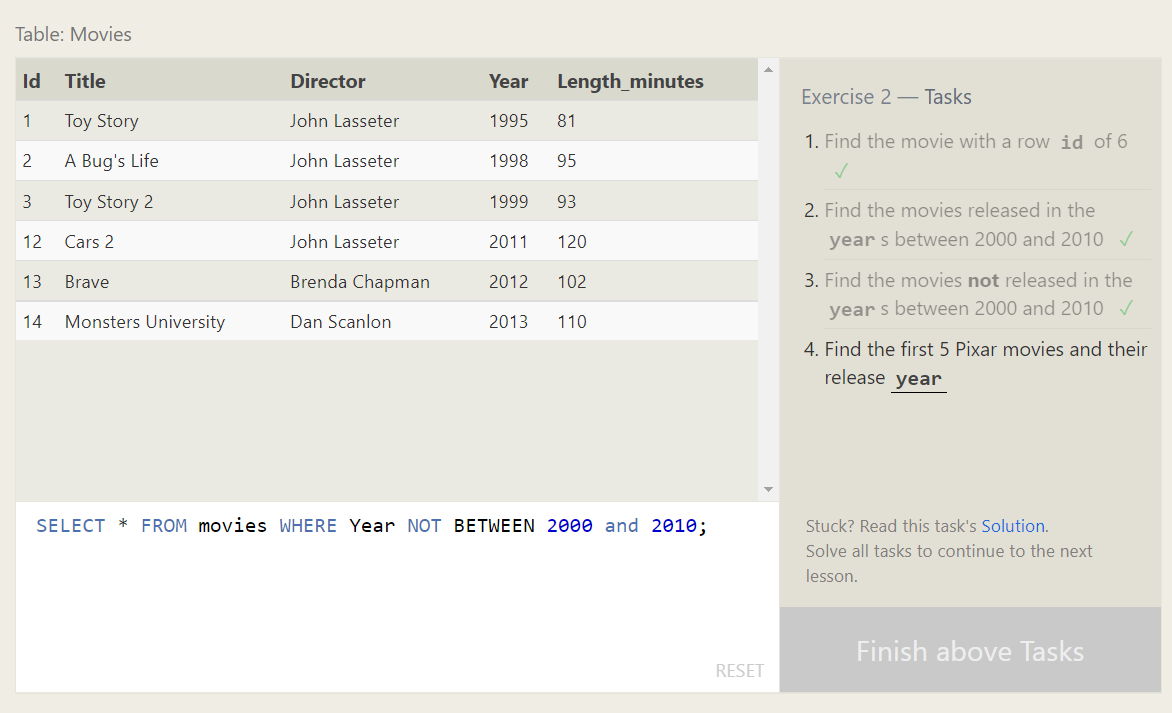 Table: Movies
Id Title Director Year Length_minutes
1 Toy Story John Lasseter 1995 81
2 A Bug's Life John Lasseter 1998 95
3 Toy Story 2 John Lasseter 1999 93
12 Cars 2 John Lasseter 2011 120
13 Brave Brenda Chapman 2012 102
14 Monsters University Dan Scanlon 2013 110
SELECT * FROM movies WHERE Year NOT BETWEEN 2000 and 2010;
RESET
Exercise 2 — Tasks
1. Find the movie with a row id of 6
✓
2. Find the movies released in the
year s between 2000 and 2010 ✓
3. Find the movies not released in the
year s between 2000 and 2010 ✓
4. Find the first 5 Pixar movies and their
release year
Stuck? Read this task's Solution.
Solve all tasks to continue to the next
lesson.
Finish above Tasks